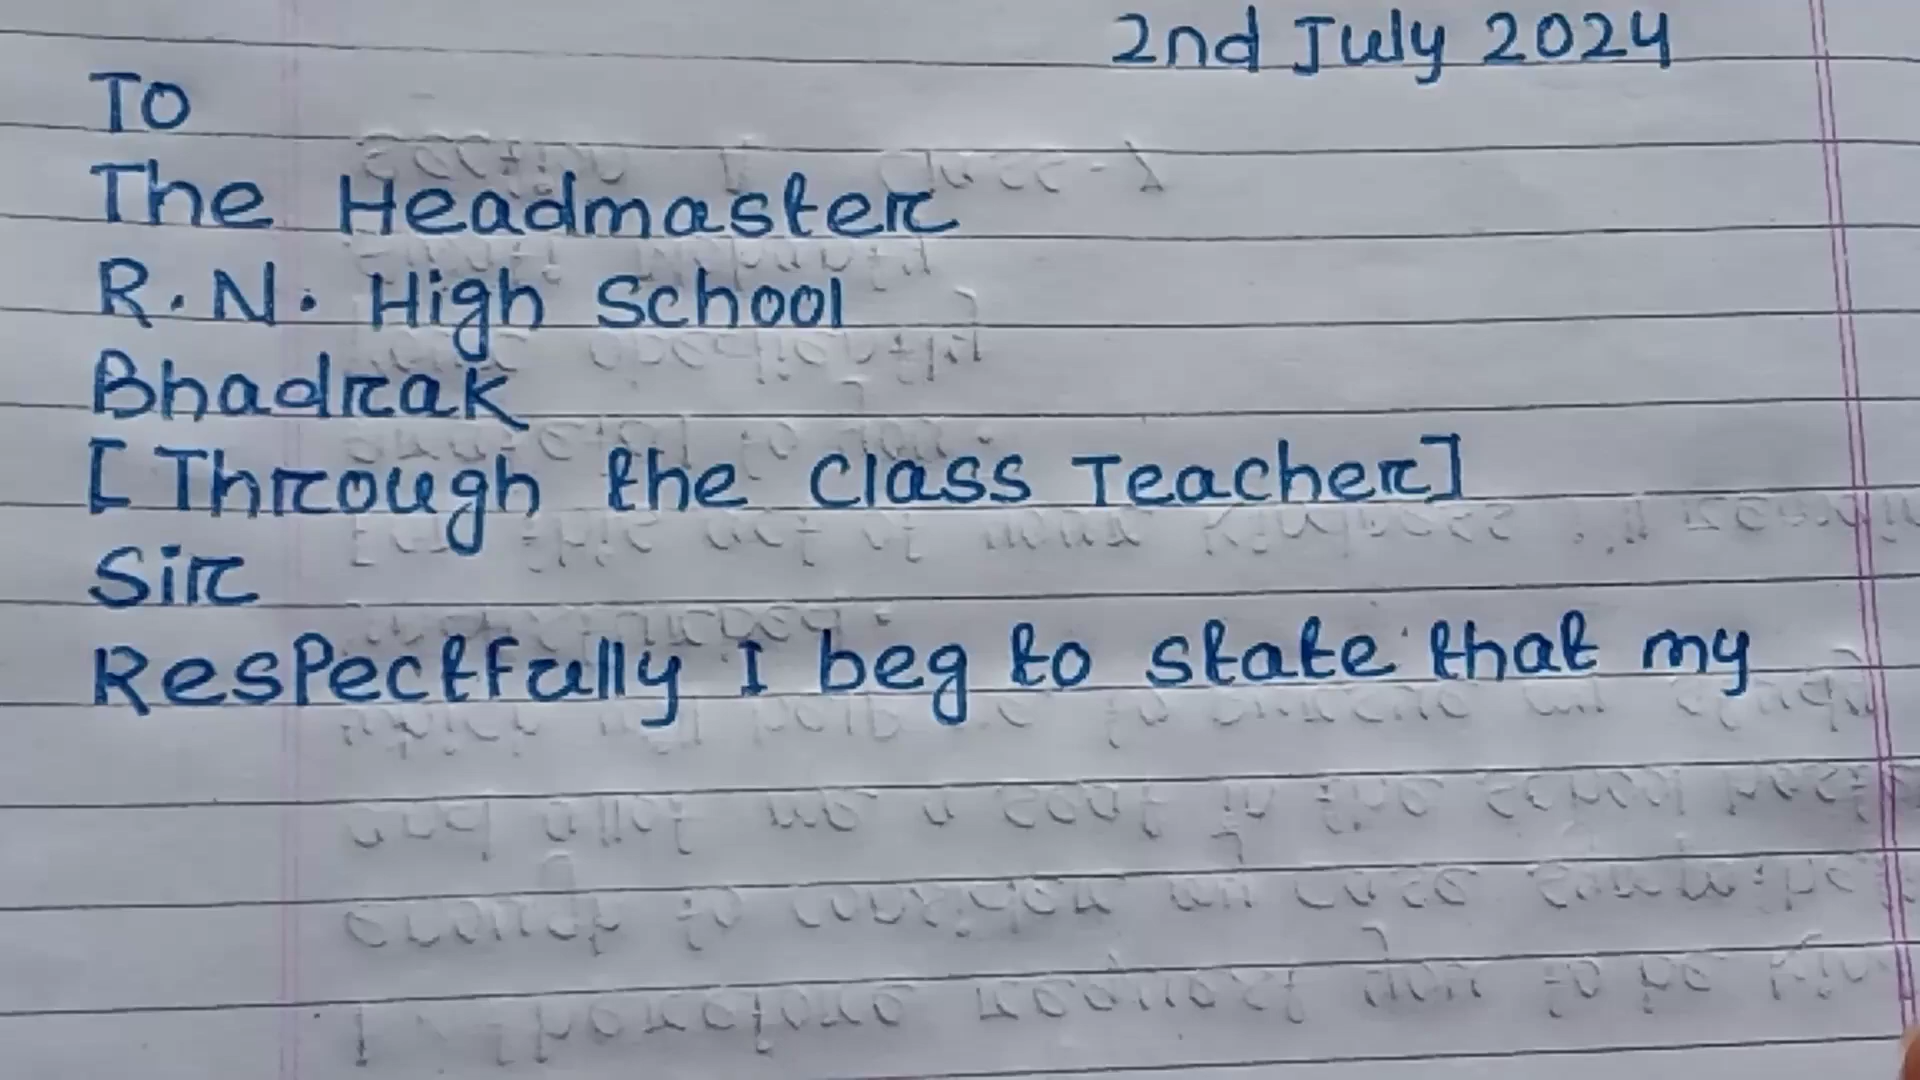 2nd July 2024
To
The Headmaster
R.N. High School
Bhadrak
[Through the Class Teacher]
Sir
Respectfully I beg to state that my